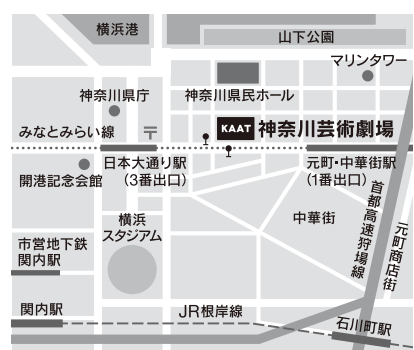 横浜港
山下公園
マリンタワー
神奈川県庁
神奈川県民ホール
みなとみらい線
〒
KAAT 神奈川芸術劇場
日本大通り駅
（3番出口）
元町・中華街駅
（1番出口）
開港記念会館
首都高速狩場線
元町商店街
中華街
横浜
スタジアム
市営地下鉄
関内駅
関内駅
JR根岸線
石川町駅